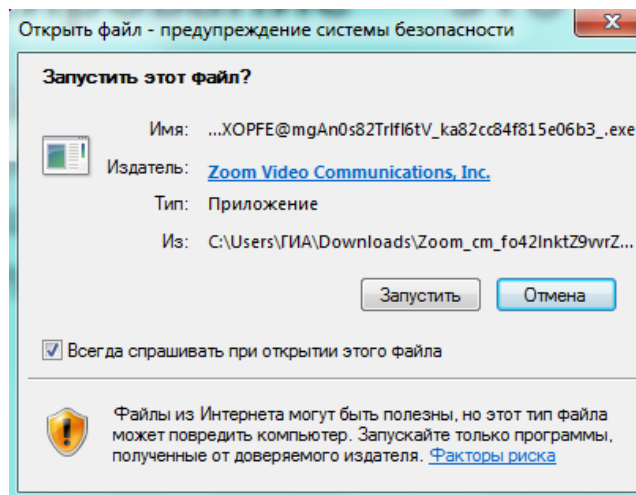 Открыть файл - предупреждение системы безопасности
Запустить этот файл?
Имя: ...XOPFE@mgAn0s82TrIfI6tV_ka82cc84f815e06b3_.exe
Издатель: Zoom Video Communications, Inc.
Тип: Приложение
Из: C:\Users\ГИА\Downloads\Zoom_cm_fo42InktZ9vvrZ...
Запустить Отмена
Всегда спрашивать при открытии этого файла
Файлы из Интернета могут быть полезны, но этот тип файла
может повредить компьютер. Запускайте только программы,
полученные от доверяемого издателя. Факторы риска